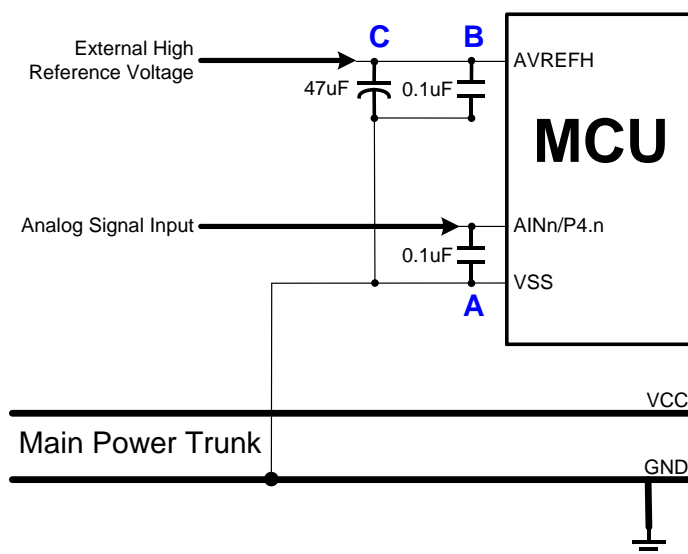 External High
Reference Voltage
C
B
AVREFH
47uF
0.1uF
MCU
Analog Signal Input
AINn/P4.n
0.1uF
VSS
A
VCC
Main Power Trunk
GND